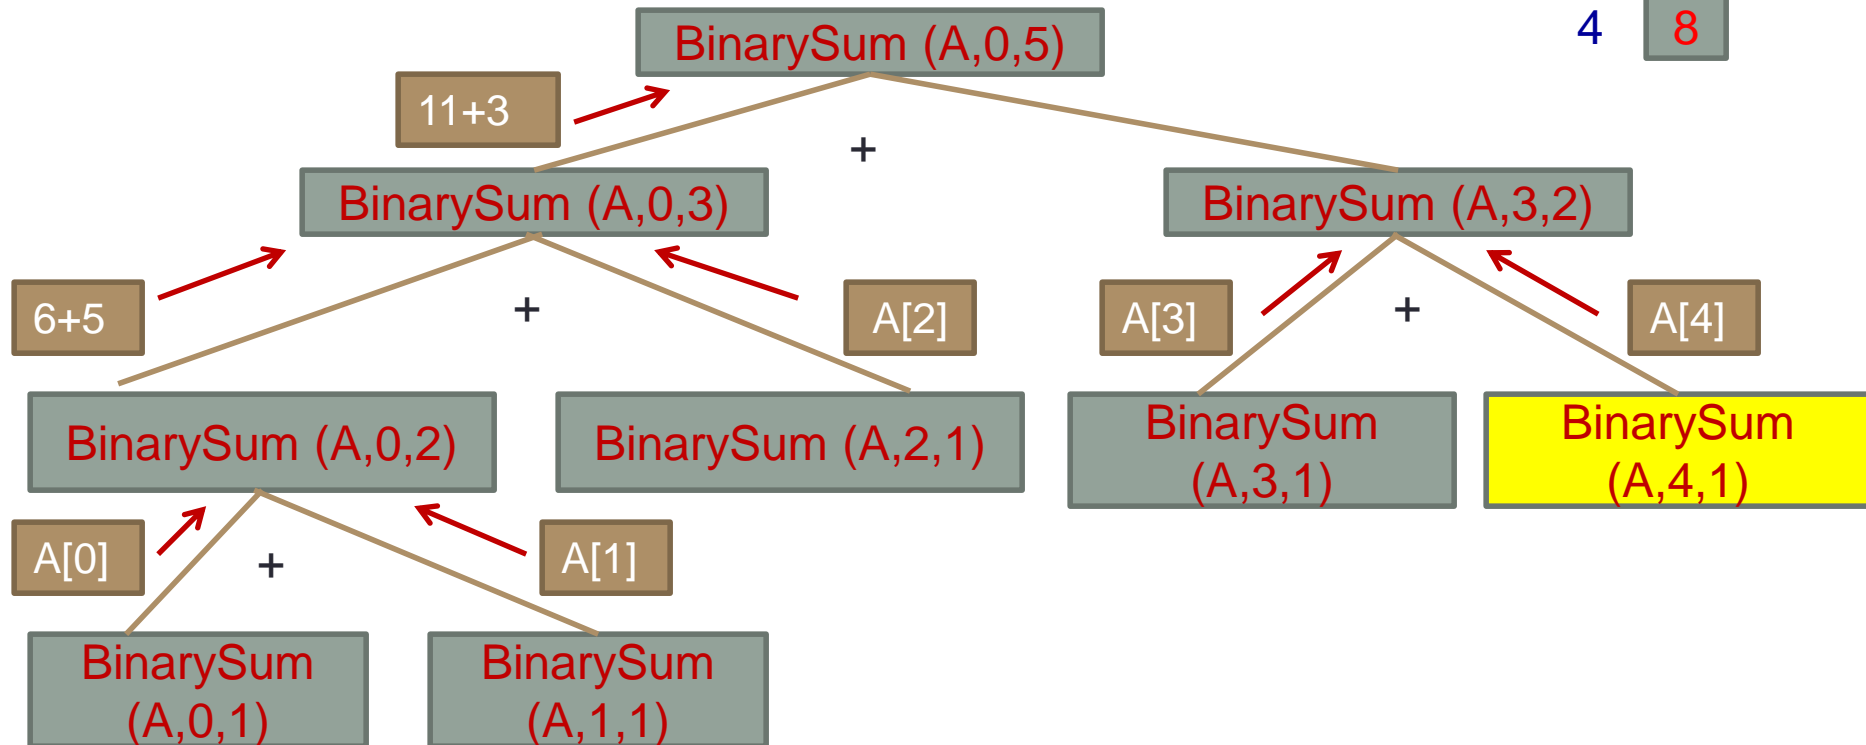 BinarySum (A,0,5)
4 8
11+3
+
BinarySum (A,0,3)
BinarySum (A,3,2)
6+5
+
A[2]
A[3]
+
A[4]
BinarySum (A,0,2)
BinarySum (A,2,1)
BinarySum
(A,3,1)
BinarySum
(A,4,1)
A[0]
+
A[1]
BinarySum
(A,0,1)
BinarySum
(A,1,1)